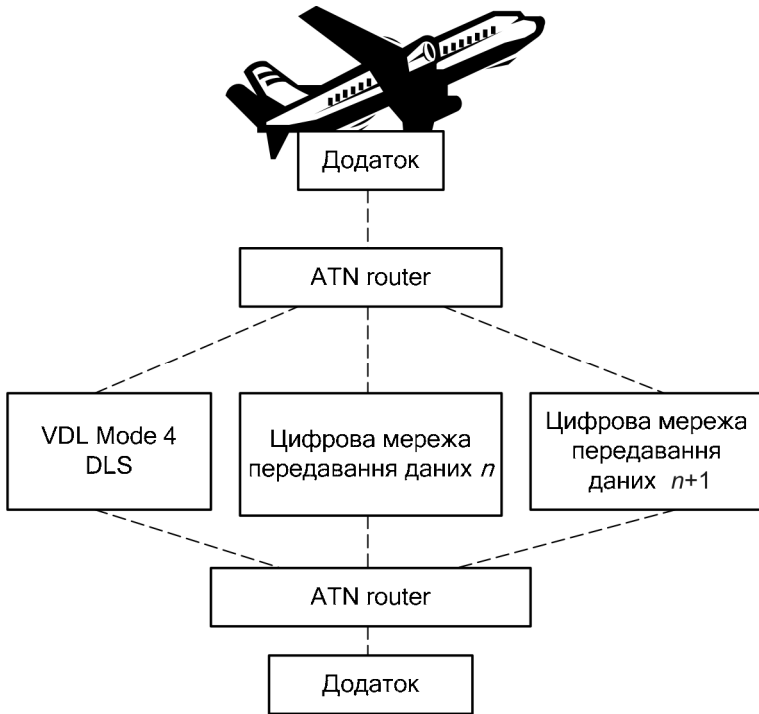 Додаток
ATN router
VDL Mode 4
DLS
Цифрова мережа
передавання даних n
Цифрова мережа
передавання
даних n+1
ATN router
Додаток